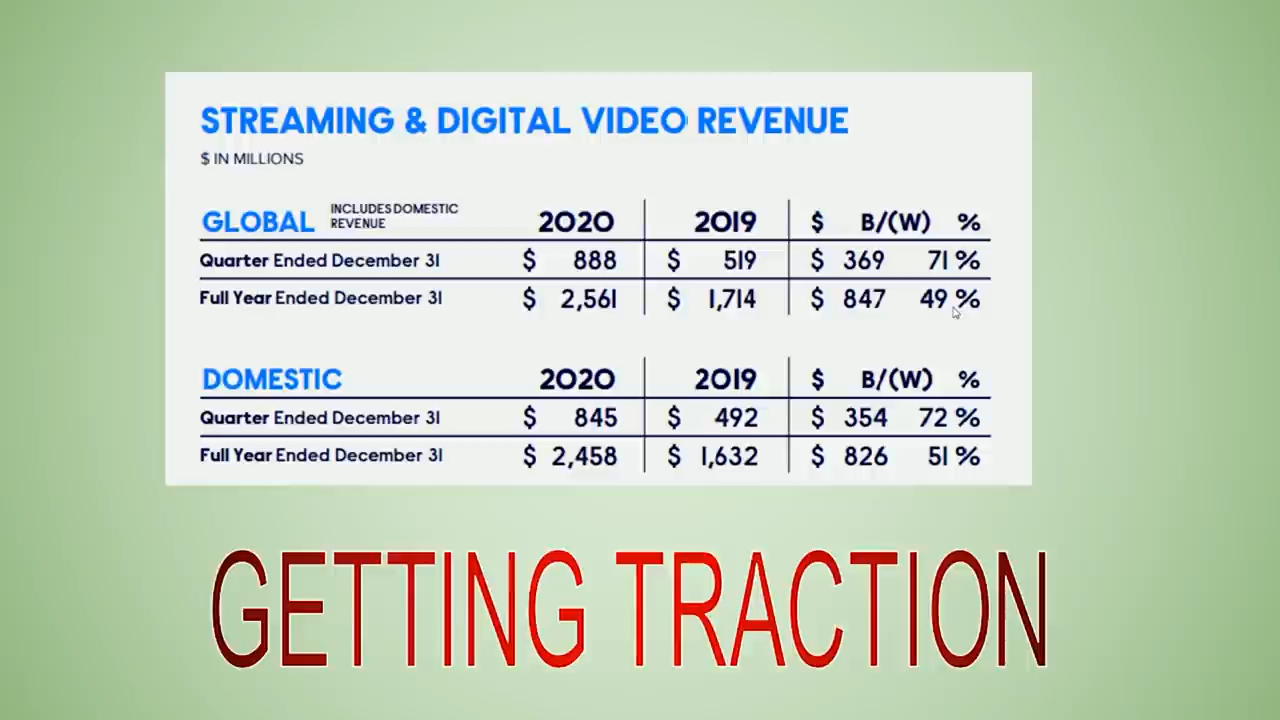 STREAMING & DIGITAL VIDEO REVENUE
$ IN MILLIONS
GLOBAL INCLUDES DOMESTIC REVENUE 2020 2019 $ B/(W) %
Quarter Ended December 31 $ 888 $ 519 $ 369 71 %
Full Year Ended December 31 $ 2,561 $ 1,714 $ 847 49 %
DOMESTIC 2020 2019 $ B/(W) %
Quarter Ended December 31 $ 845 $ 492 $ 354 72 %
Full Year Ended December 31 $ 2,458 $ 1,632 $ 826 51 %
GETTING TRACTION